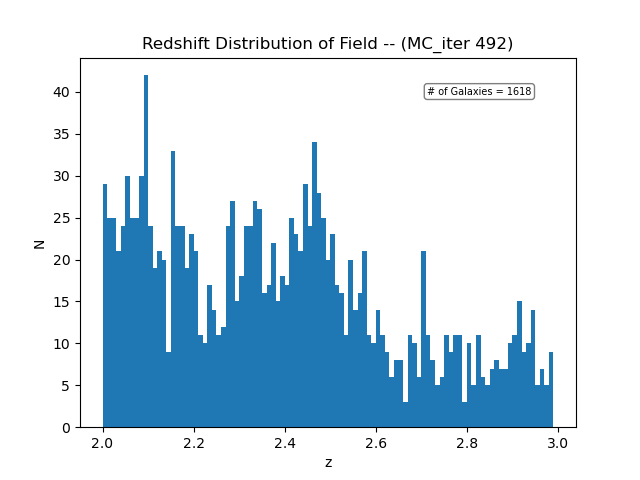 Redshift Distribution of Field -- (MC_iter 492)
# of Galaxies = 1618
40
35
30
25
20
15
10
5
0
N
2.0 2.2 2.4 2.6 2.8 3.0
z